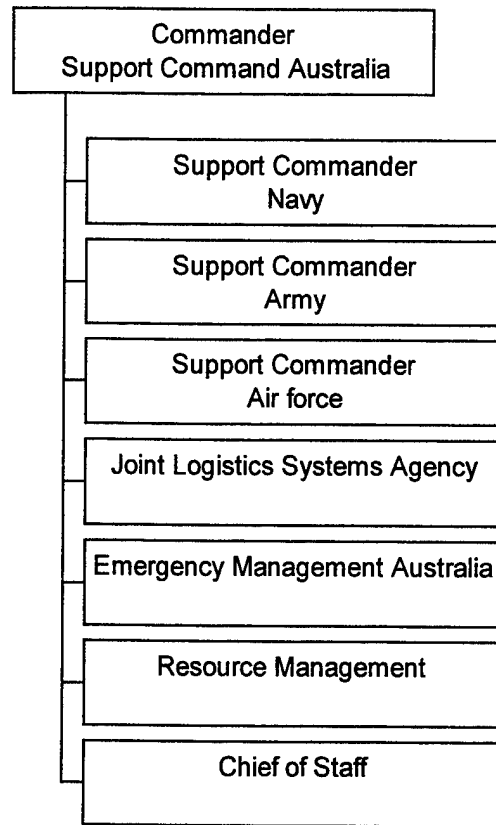 Commander
Support Command Australia
Support Commander
Navy
Support Commander
Army
Support Commander
Air force
Joint Logistics Systems Agency
Emergency Management Australia
Resource Management
Chief of Staff